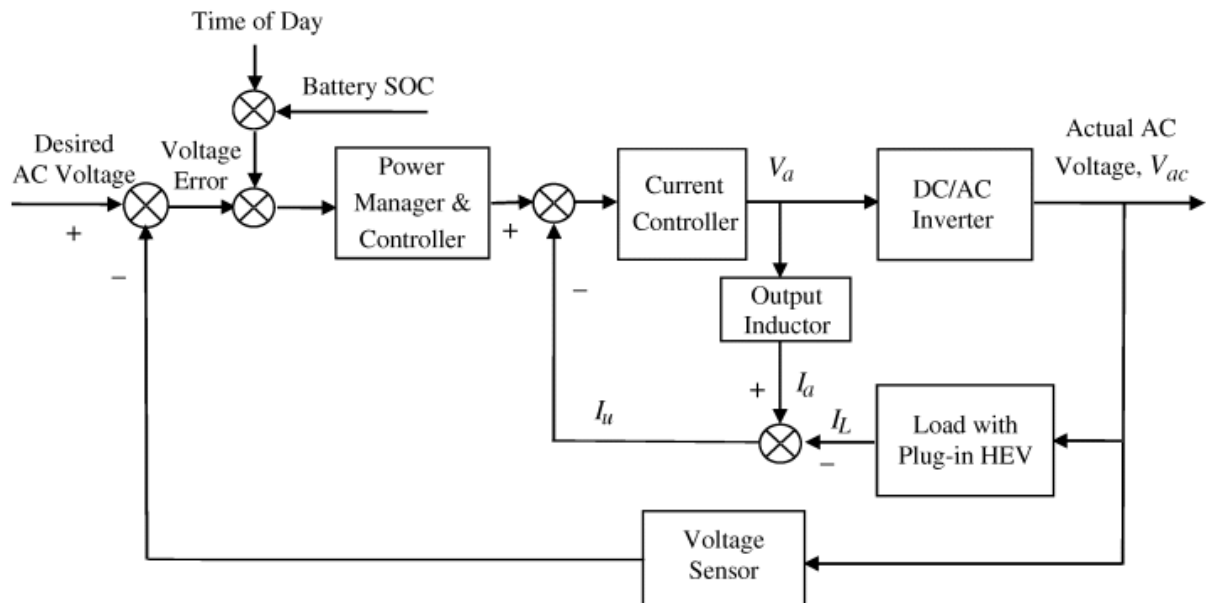 Time of Day
Battery SOC
Desired
AC Voltage
Voltage
Error
Power
Manager &
Controller
Current
Controller
V_a
DC/AC
Inverter
Actual AC
Voltage, V_ac
+
−
+
−
Output
Inductor
+
I_a
I_u
I_L
−
Load with
Plug-in HEV
Voltage
Sensor